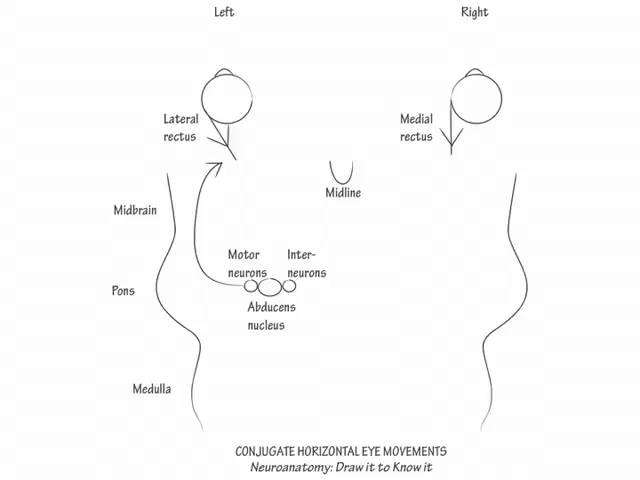 Left
Right
Lateral
rectus
Medial
rectus
Midline
Midbrain
Motor
neurons
Inter-
neurons
Pons
Abducens
nucleus
Medulla
CONJUGATE HORIZONTAL EYE MOVEMENTS
Neuroanatomy: Draw it to Know it